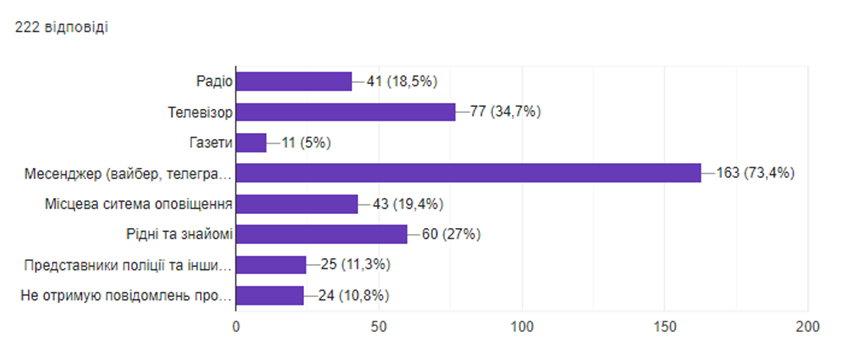 222 відповіді
Радіо 41 (18,5%)
Телевізор 77 (34,7%)
Газети 11 (5%)
Месенджер (вайбер, телегра… 163 (73,4%)
Місцева ситема оповіщення 43 (19,4%)
Рідні та знайомі 60 (27%)
Представники поліції та інши… 25 (11,3%)
Не отримую повідомлень про… 24 (10,8%)
0 50 100 150 200